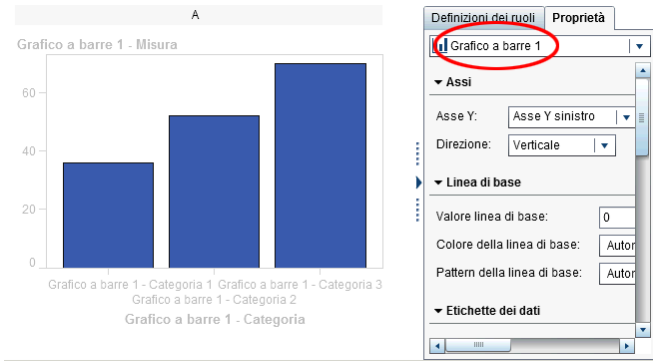 A
Grafico a barre 1 - Misura
60
40
20
0
Grafico a barre 1 - Categoria 1 Grafico a barre 1 - Categoria 3
Grafico a barre 1 - Categoria 2
Grafico a barre 1 - Categoria
Definizioni dei ruoli Proprietà
Grafico a barre 1
Assi
Asse Y: Asse Y sinistro
Direzione: Verticale
Linea di base
Valore linea di base: 0
Colore della linea di base: Autor
Pattern della linea di base: Autor
Etichette dei dati